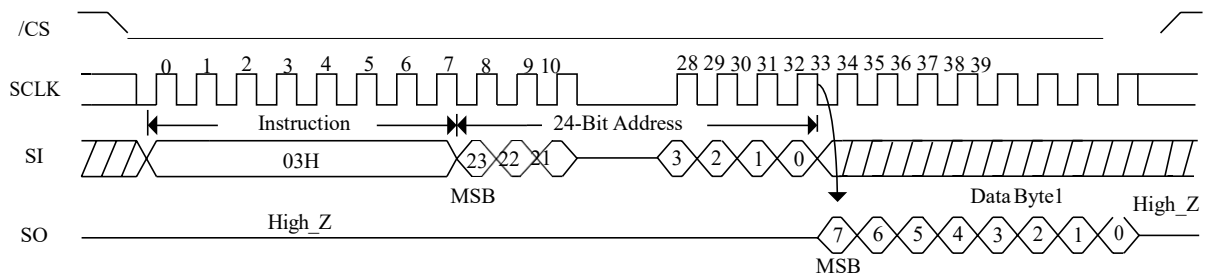 /CS
0 1 2 3 4 5 6 7 8 9 10 28 29 30 31 32 33 34 35 36 37 38 39
SCLK
Instruction 24-Bit Address
SI 03H 23 22 21 3 2 1 0
MSB Data Byte1 High_Z
High_Z
SO 7 6 5 4 3 2 1 0
MSB